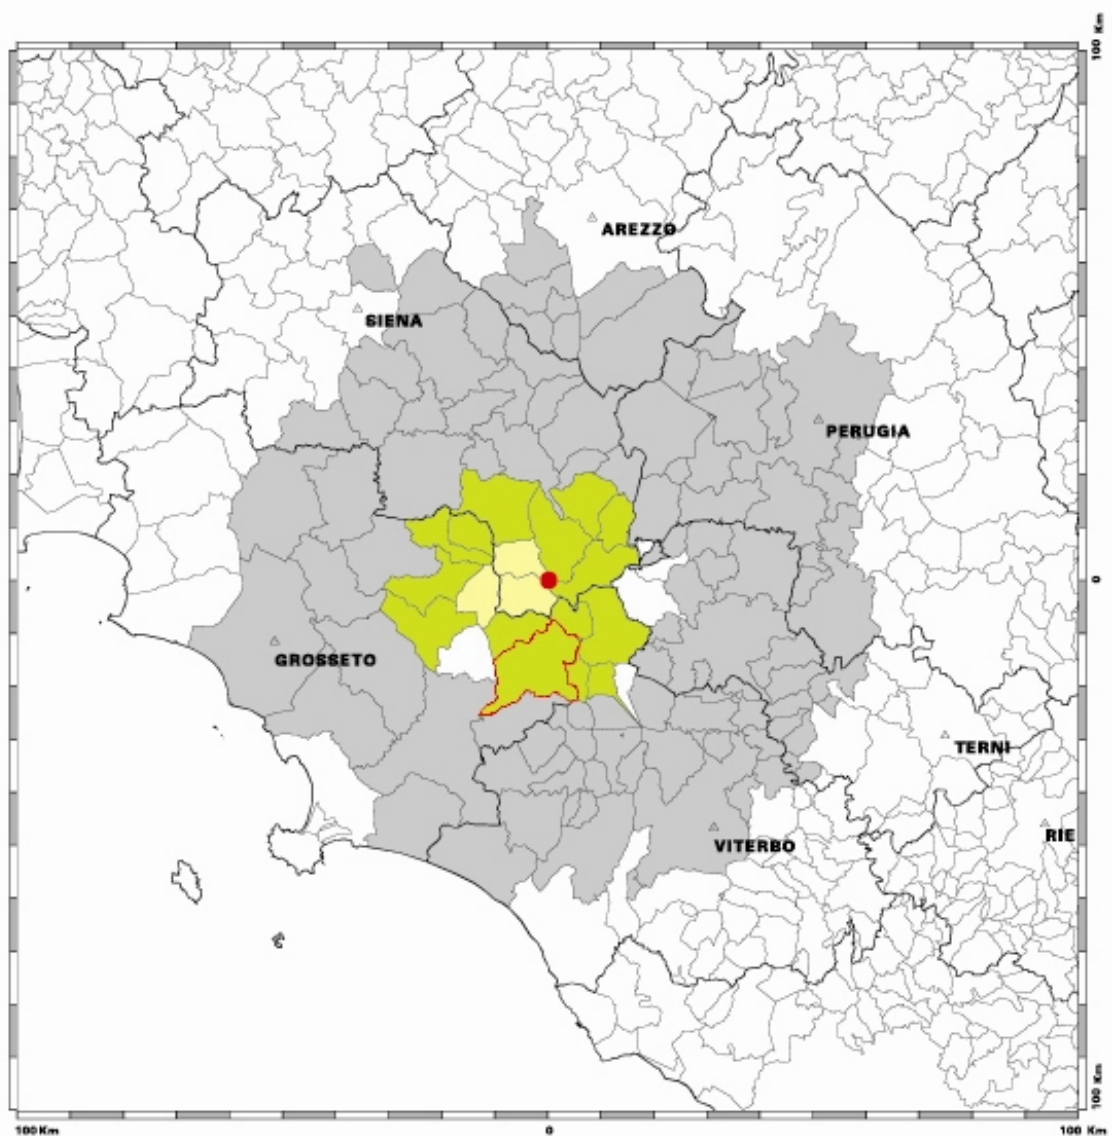 100 Km
AREZZO
SIENA
PERUGIA
0
GROSSETO
TERNI
RIE
VITERBO
100 Km
100 Km
0
100 Km